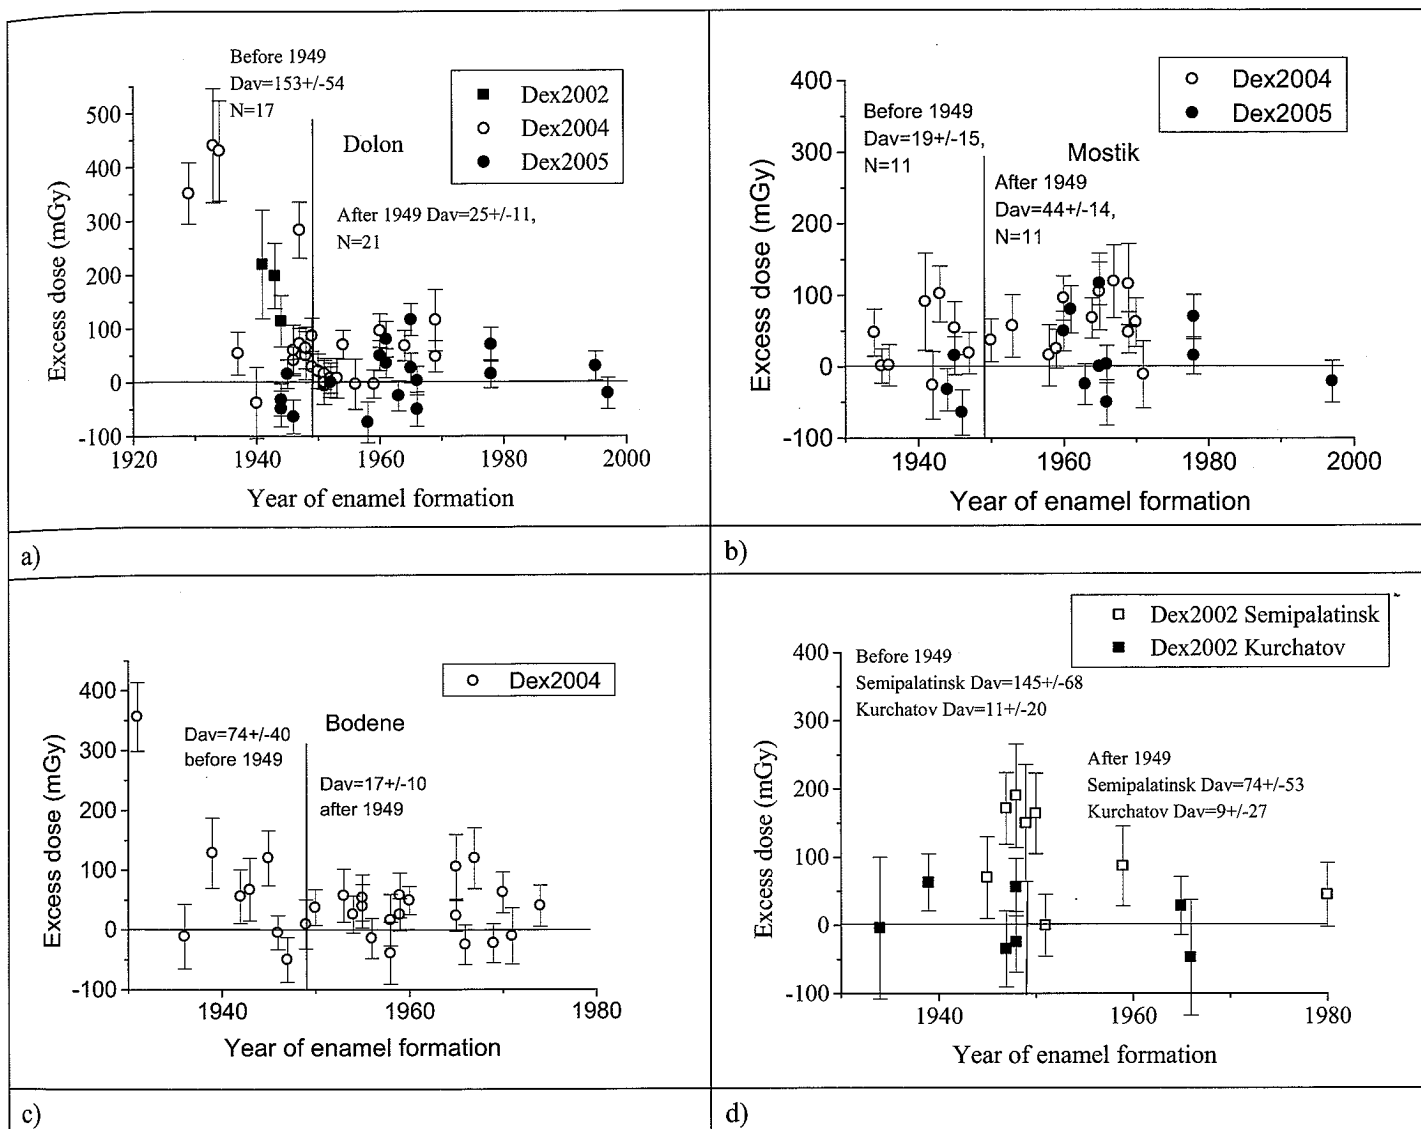 Before 1949
Dav=153+/-54
N=17
Dex2002
Dex2004
Dex2005
Dolon
After 1949 Dav=25+/-11,
N=21
Excess dose (mGy)
500
400
300
200
100
0
-100
1920
1940
1960
1980
2000
Year of enamel formation
a)
Dex2004
Dex2005
Before 1949
Dav=19+/-15,
N=11
Mostik
After 1949
Dav=44+/-14,
N=11
Excess dose (mGy)
400
300
200
100
0
-100
1940
1960
1980
2000
Year of enamel formation
b)
Dex2004
Bodene
Dav=74+/-40
before 1949
Dav=17+/-10
after 1949
Excess dose (mGy)
400
300
200
100
0
-100
1940
1960
1980
Year of enamel formation
c)
Dex2002 Semipalatinsk
Dex2002 Kurchatov
Before 1949
Semipalatinsk Dav=145+/-68
Kurchatov Dav=11+/-20
After 1949
Semipalatinsk Dav=74+/-53
Kurchatov Dav=9+/-27
Excess dose (mGy)
400
300
200
100
0
-100
1940
1960
1980
Year of enamel formation
d)